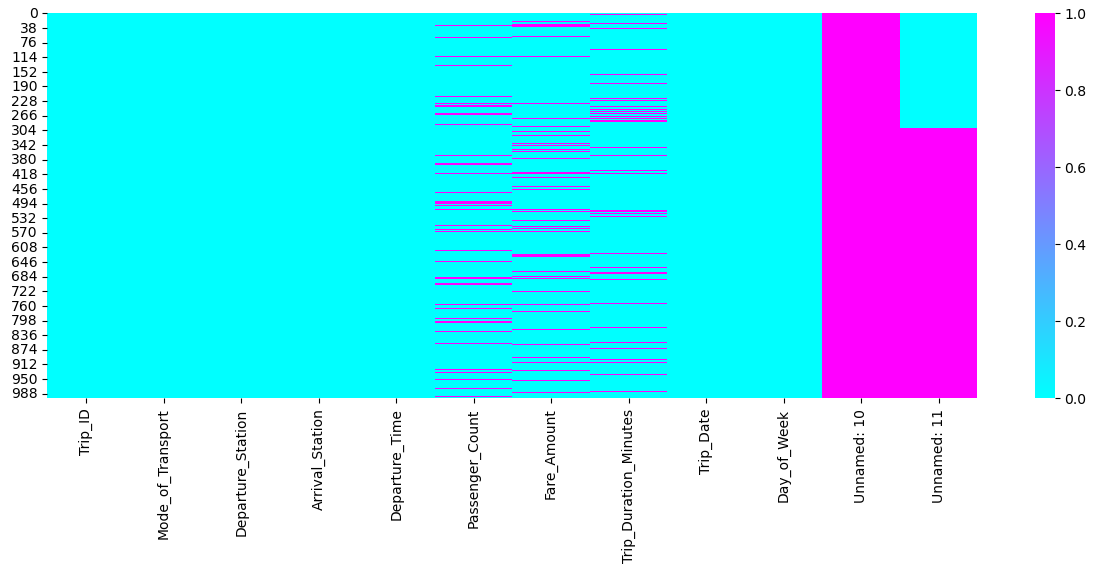 0
38
76
114
152
190
228
266
304
342
380
418
456
494
532
570
608
646
684
722
760
798
836
874
912
950
988
Trip_ID
Mode_of_Transport
Departure_Station
Arrival_Station
Departure_Time
Passenger_Count
Fare_Amount
Trip_Duration_Minutes
Trip_Date
Day_of_Week
Unnamed: 10
Unnamed: 11
1.0
0.8
0.6
0.4
0.2
0.0